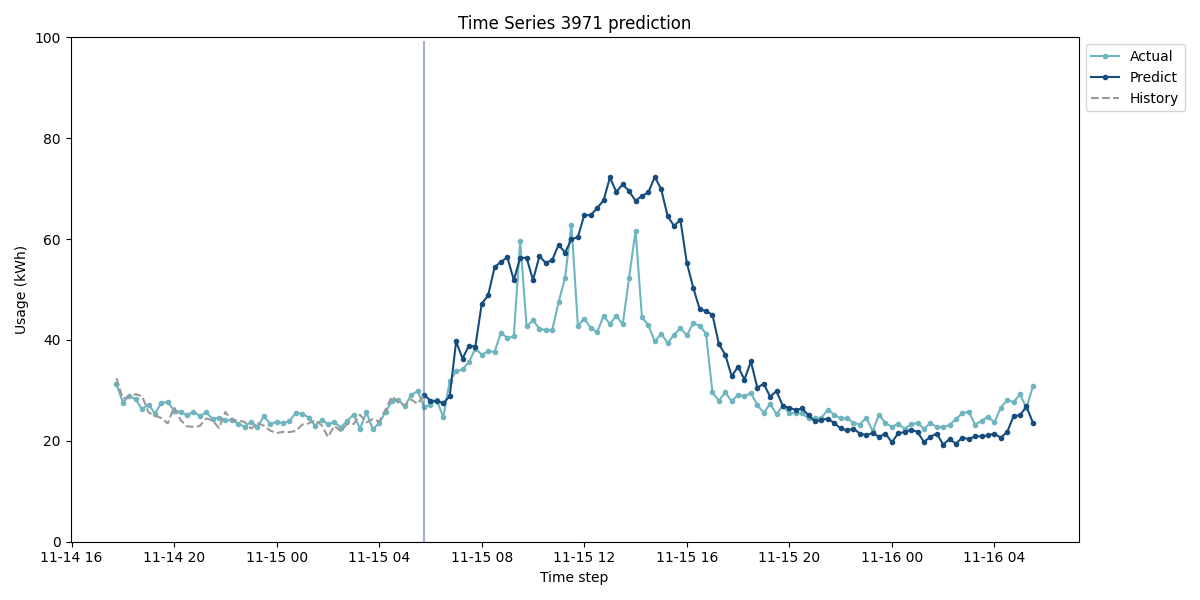 Time Series 3971 prediction
100
80
60
40
20
0
Usage (kWh)
11-14 16
11-14 20
11-15 00
11-15 04
11-15 08
11-15 12
11-15 16
11-15 20
11-16 00
11-16 04
Time step
Actual
Predict
History